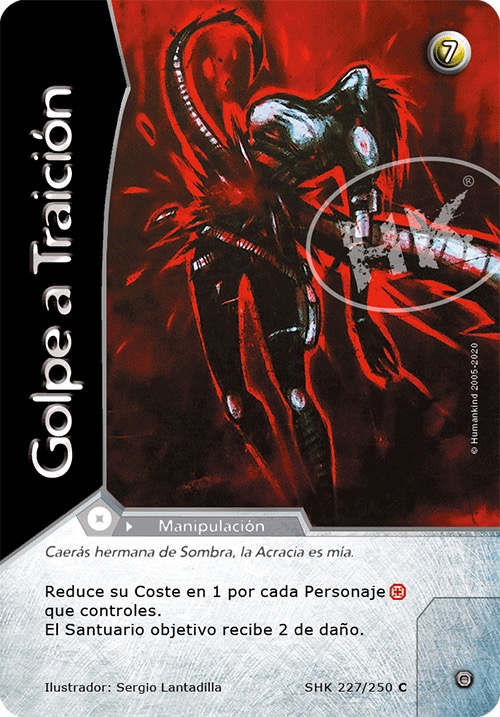 7
Golpe a Traición
HK®
© Humankind 2005-2020
Manipulación
Caerás hermana de Sombra, la Acracia es mía.
Reduce su Coste en 1 por cada Personaje
que controles.
El Santuario objetivo recibe 2 de daño.
Ilustrador: Sergio Lantadilla SHK 227/250 C